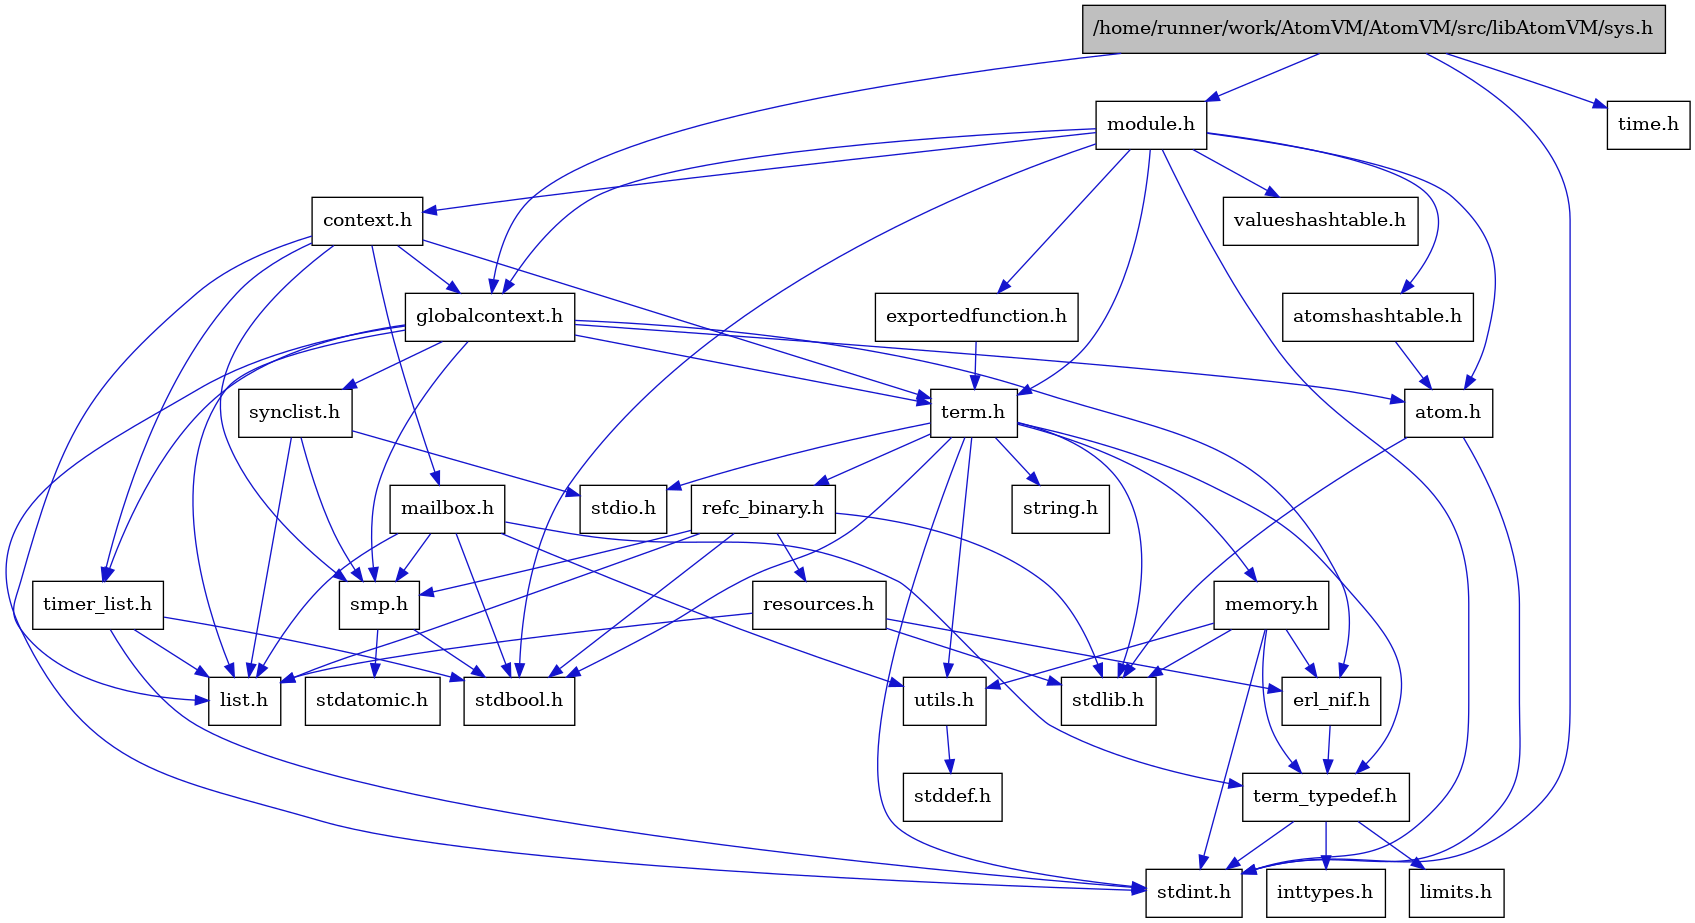 /home/runner/work/AtomVM/AtomVM/src/libAtomVM/sys.h
module.h
time.h
context.h
valueshashtable.h
globalcontext.h
exportedfunction.h
atomshashtable.h
synclist.h
term.h
atom.h
mailbox.h
stdio.h
refc_binary.h
string.h
timer_list.h
smp.h
resources.h
memory.h
list.h
stdatomic.h
stdbool.h
utils.h
stdlib.h
erl_nif.h
stddef.h
term_typedef.h
stdint.h
inttypes.h
limits.h